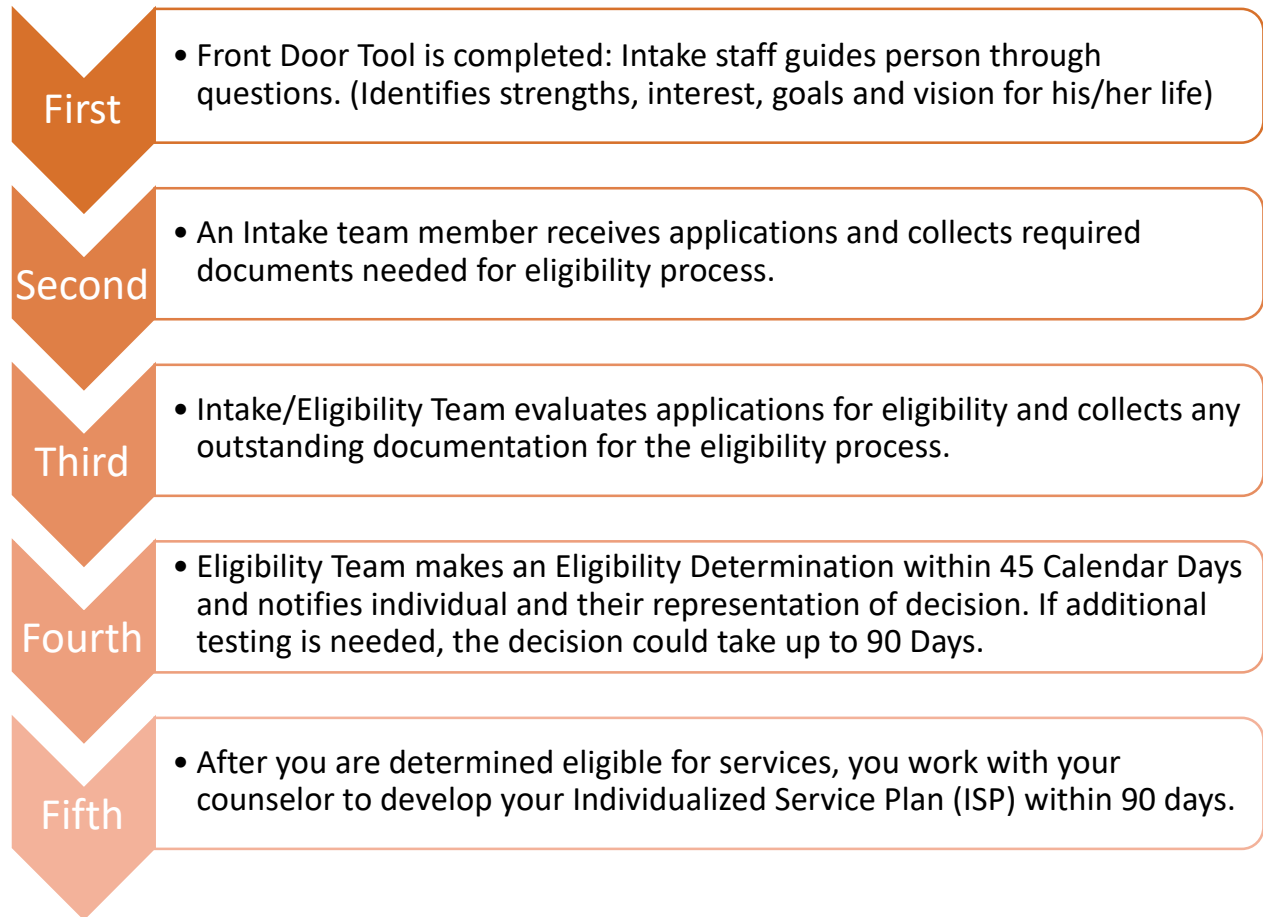 First
• Front Door Tool is completed: Intake staff guides person through
questions. (Identifies strengths, interest, goals and vision for his/her life)
Second
• An Intake team member receives applications and collects required
documents needed for eligibility process.
Third
• Intake/Eligibility Team evaluates applications for eligibility and collects any
outstanding documentation for the eligibility process.
Fourth
• Eligibility Team makes an Eligibility Determination within 45 Calendar Days
and notifies individual and their representation of decision. If additional
testing is needed, the decision could take up to 90 Days.
Fifth
• After you are determined eligible for services, you work with your
counselor to develop your Individualized Service Plan (ISP) within 90 days.